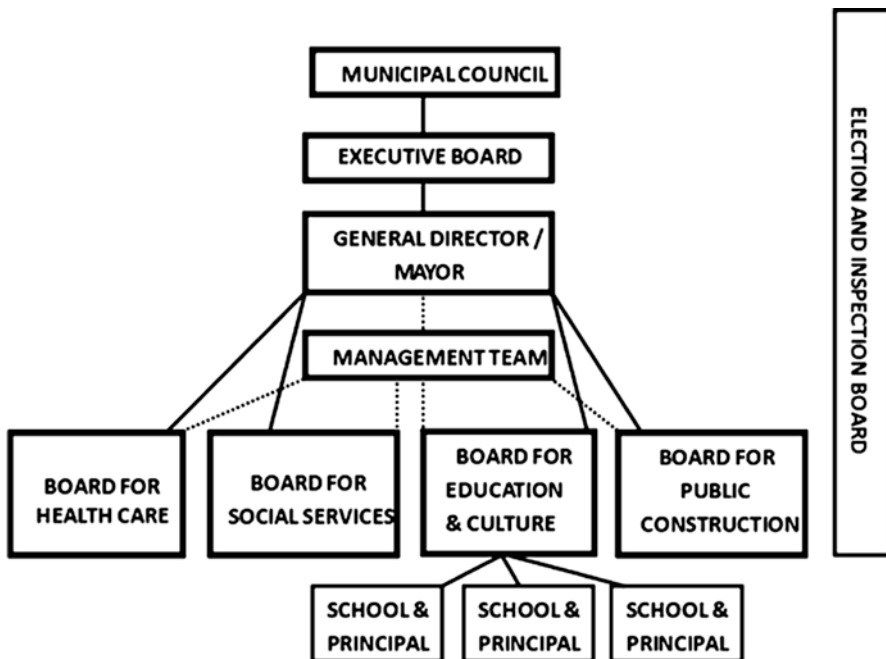 MUNICIPAL COUNCIL
EXECUTIVE BOARD
GENERAL DIRECTOR /
MAYOR
MANAGEMENT TEAM
BOARD FOR
HEALTH CARE
BOARD FOR
SOCIAL SERVICES
BOARD FOR
EDUCATION
& CULTURE
BOARD FOR
PUBLIC
CONSTRUCTION
SCHOOL &
PRINCIPAL
SCHOOL &
PRINCIPAL
SCHOOL &
PRINCIPAL
ELECTION AND INSPECTION BOARD